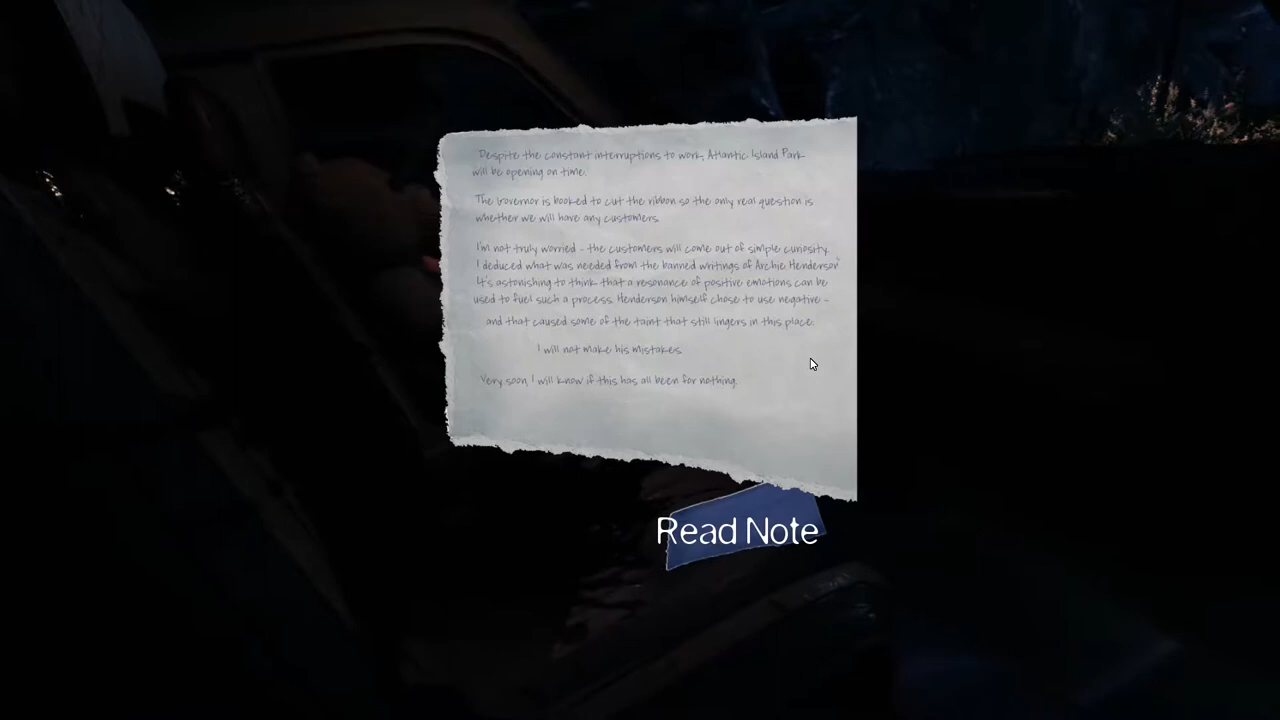 Despite the constant interruptions to work, Atlantic Island Park
will be opening on time.
The Governor is booked to cut the ribbon so the only real question is
whether we will have any customers.
I'm not truly worried - the customers will come out of simple curiosity.
I deduced what was needed from the banned writings of Archie Henderson
It's astonishing to think that a resonance of positive emotions can be
used to fuel such a process. Henderson himself chose to use negative -
and that caused some of the taint that still lingers in this place.
I will not make his mistakes.
Very soon, I will know if this has all been for nothing.
Read Note